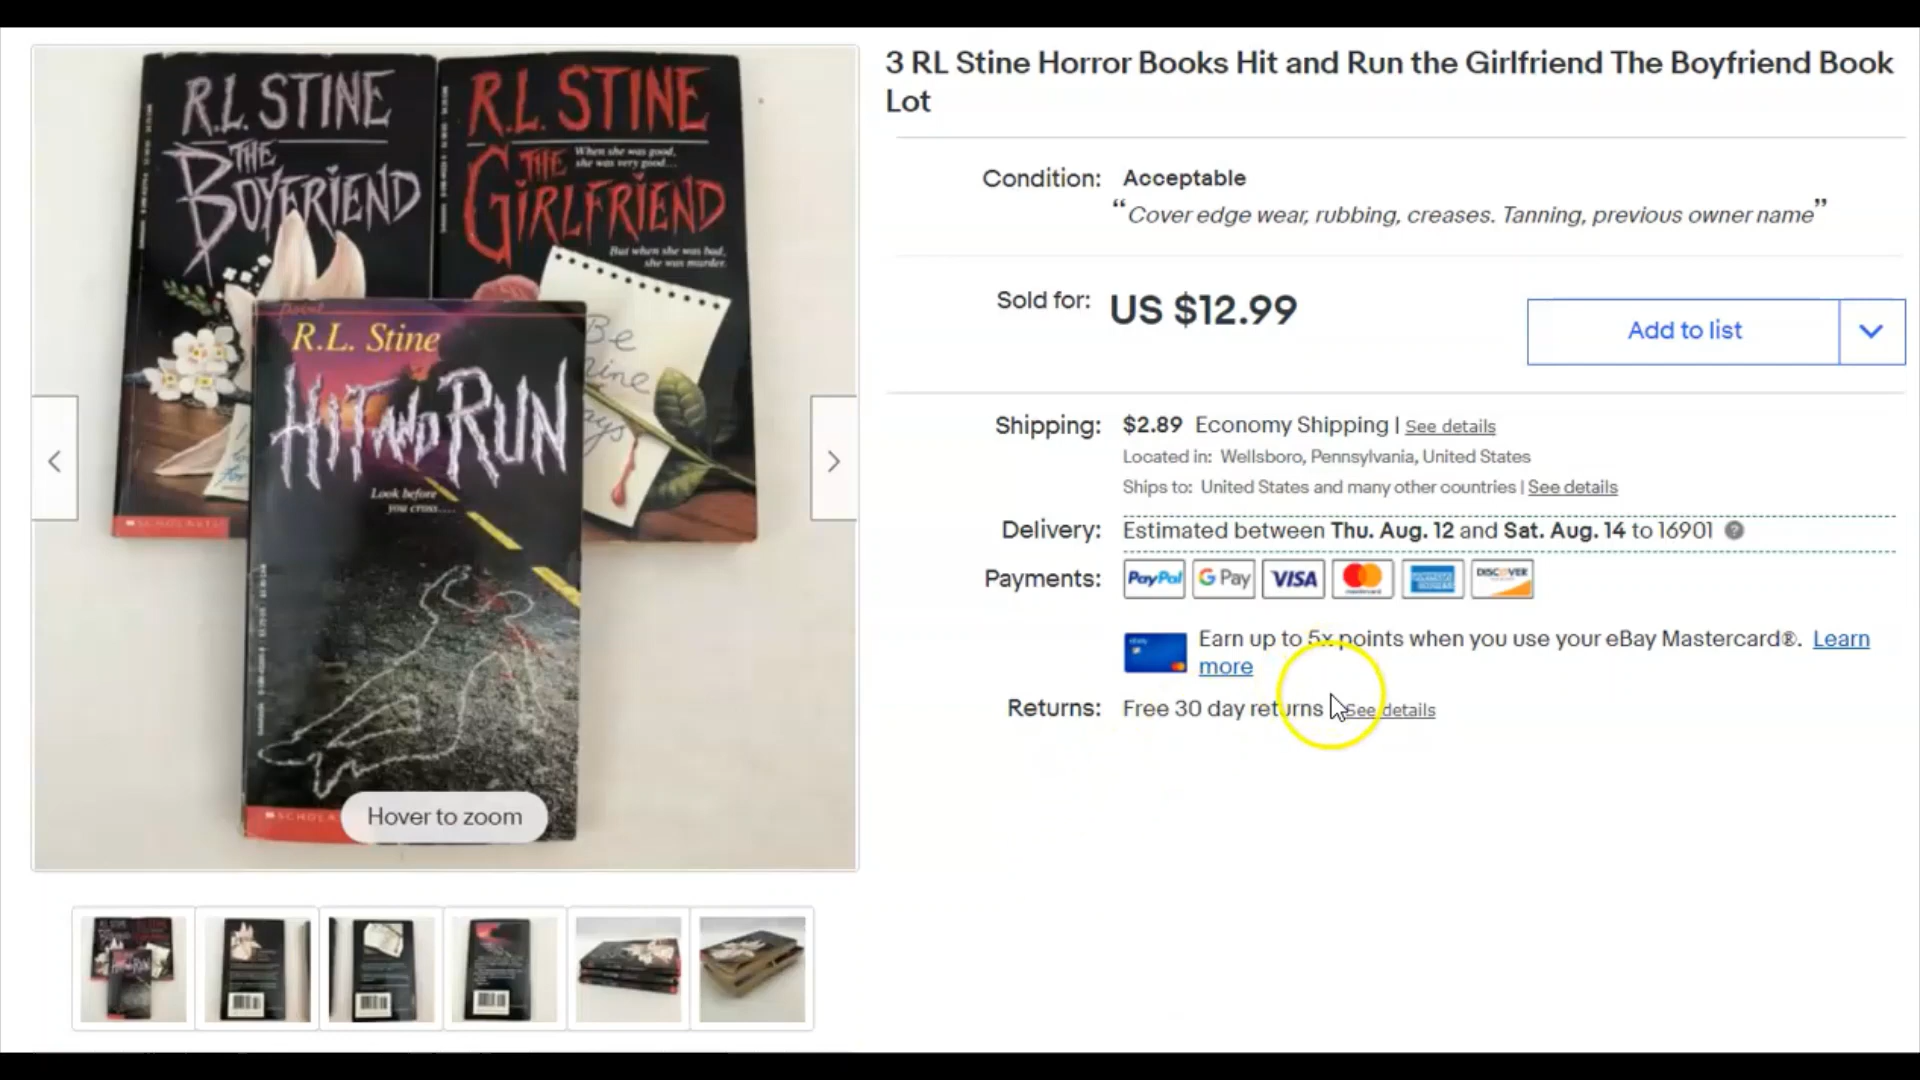 R.L. STINE
THE
BOYFRIEND
SCHOLASTIC
R.L. STINE
When she was good,
she was very good...
THE
GIRLFRIEND
But when she was bad,
she was murder.
Be
R.L. Stine
HIT AND RUN
Look before
you cross....
Hover to zoom
3 RL Stine Horror Books Hit and Run the Girlfriend The Boyfriend Book
Lot
Condition: Acceptable
“Cover edge wear, rubbing, creases. Tanning, previous owner name”
Sold for: US $12.99
Add to list
Shipping: $2.89 Economy Shipping | See details
Located in: Wellsboro, Pennsylvania, United States
Ships to: United States and many other countries | See details
Delivery: Estimated between Thu. Aug. 12 and Sat. Aug. 14 to 16901 ?
Payments: PayPal G Pay VISA mastercard DISCOVER
Earn up to 5x points when you use your eBay Mastercard®. Learn
more
Returns: Free 30 day returns See details